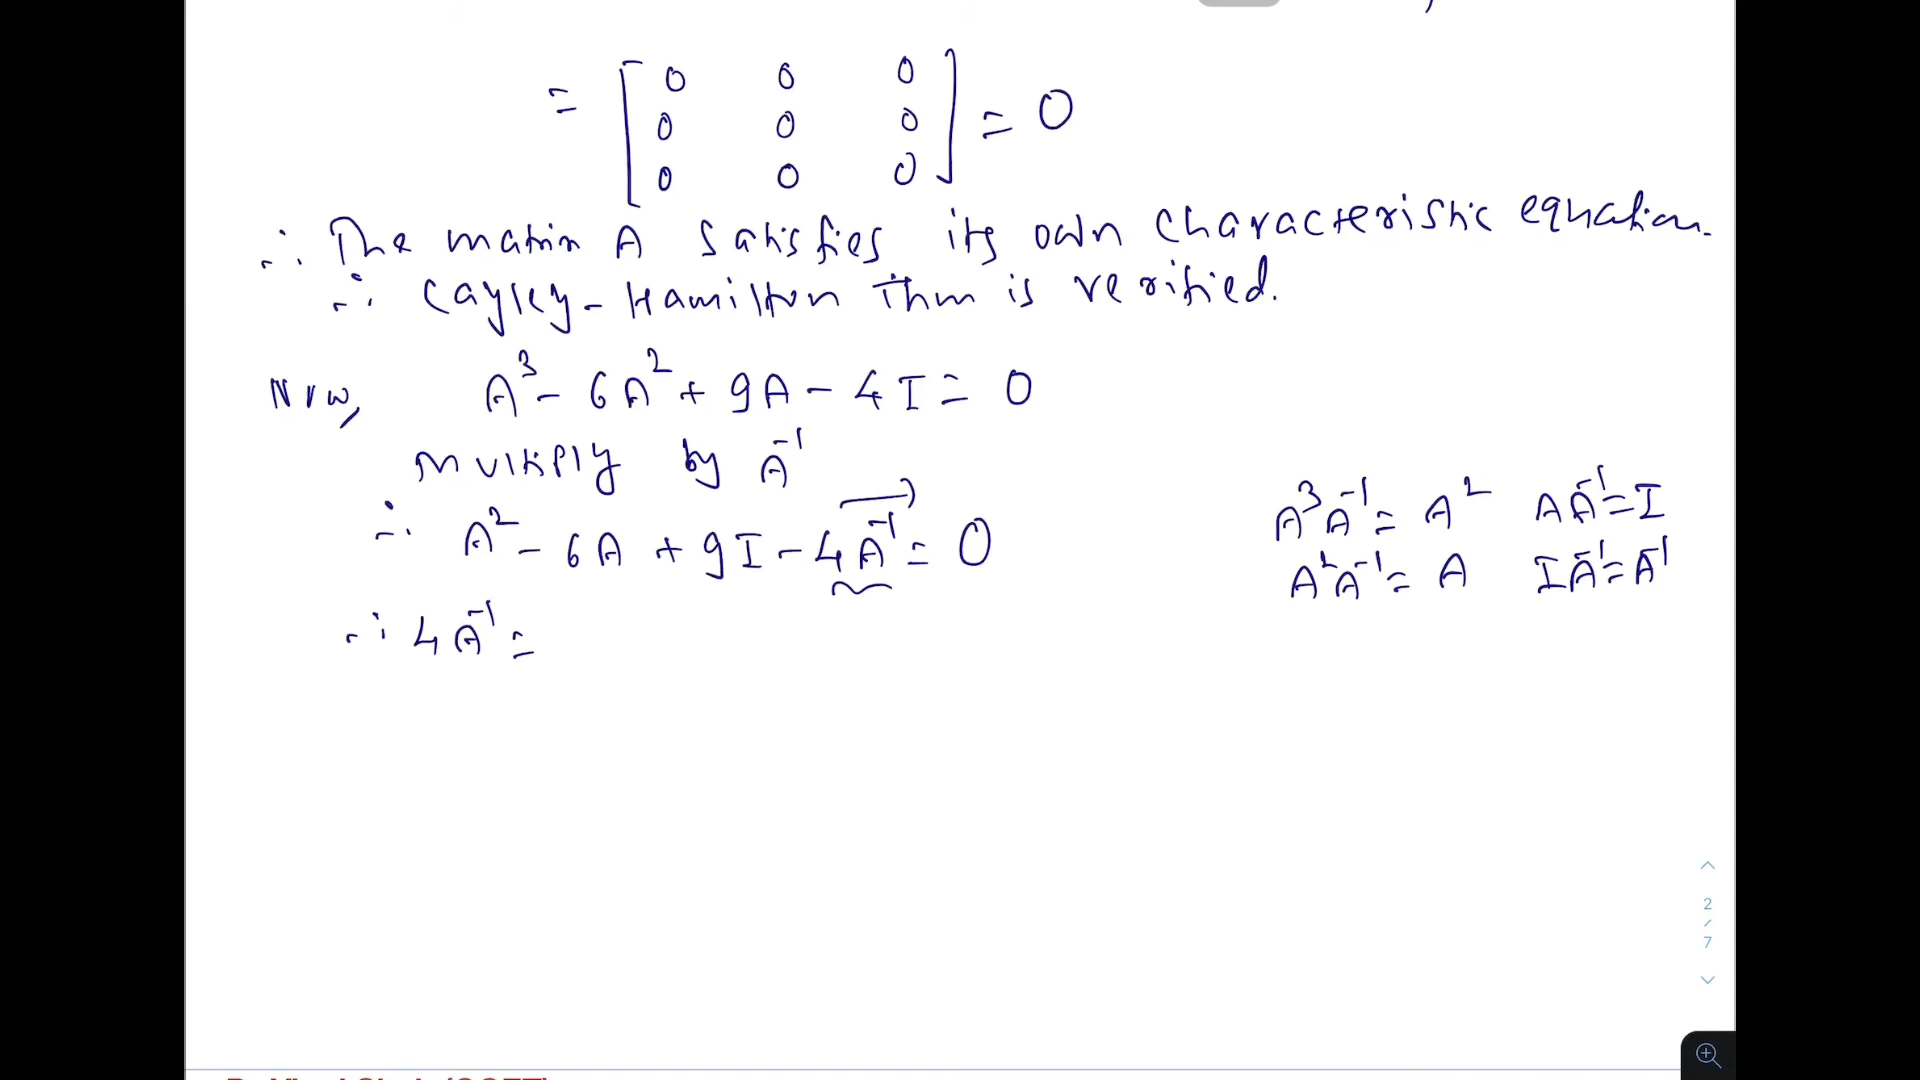 = [ 0 0 0
0 0 0
0 0 0 ] = 0
∴ The matrix A satisfies its own characteristic equation.
∴ Cayley-Hamilton Thm is verified.
Now, A³ - 6A² + 9A - 4I = 0
multiply by A⁻¹
∴ A² - 6A + 9I - 4A⁻¹ = 0
A³A⁻¹ = A² AA⁻¹ = I
A²A⁻¹ = A IA⁻¹ = A⁻¹
∴ 4A⁻¹ =
2
/
7